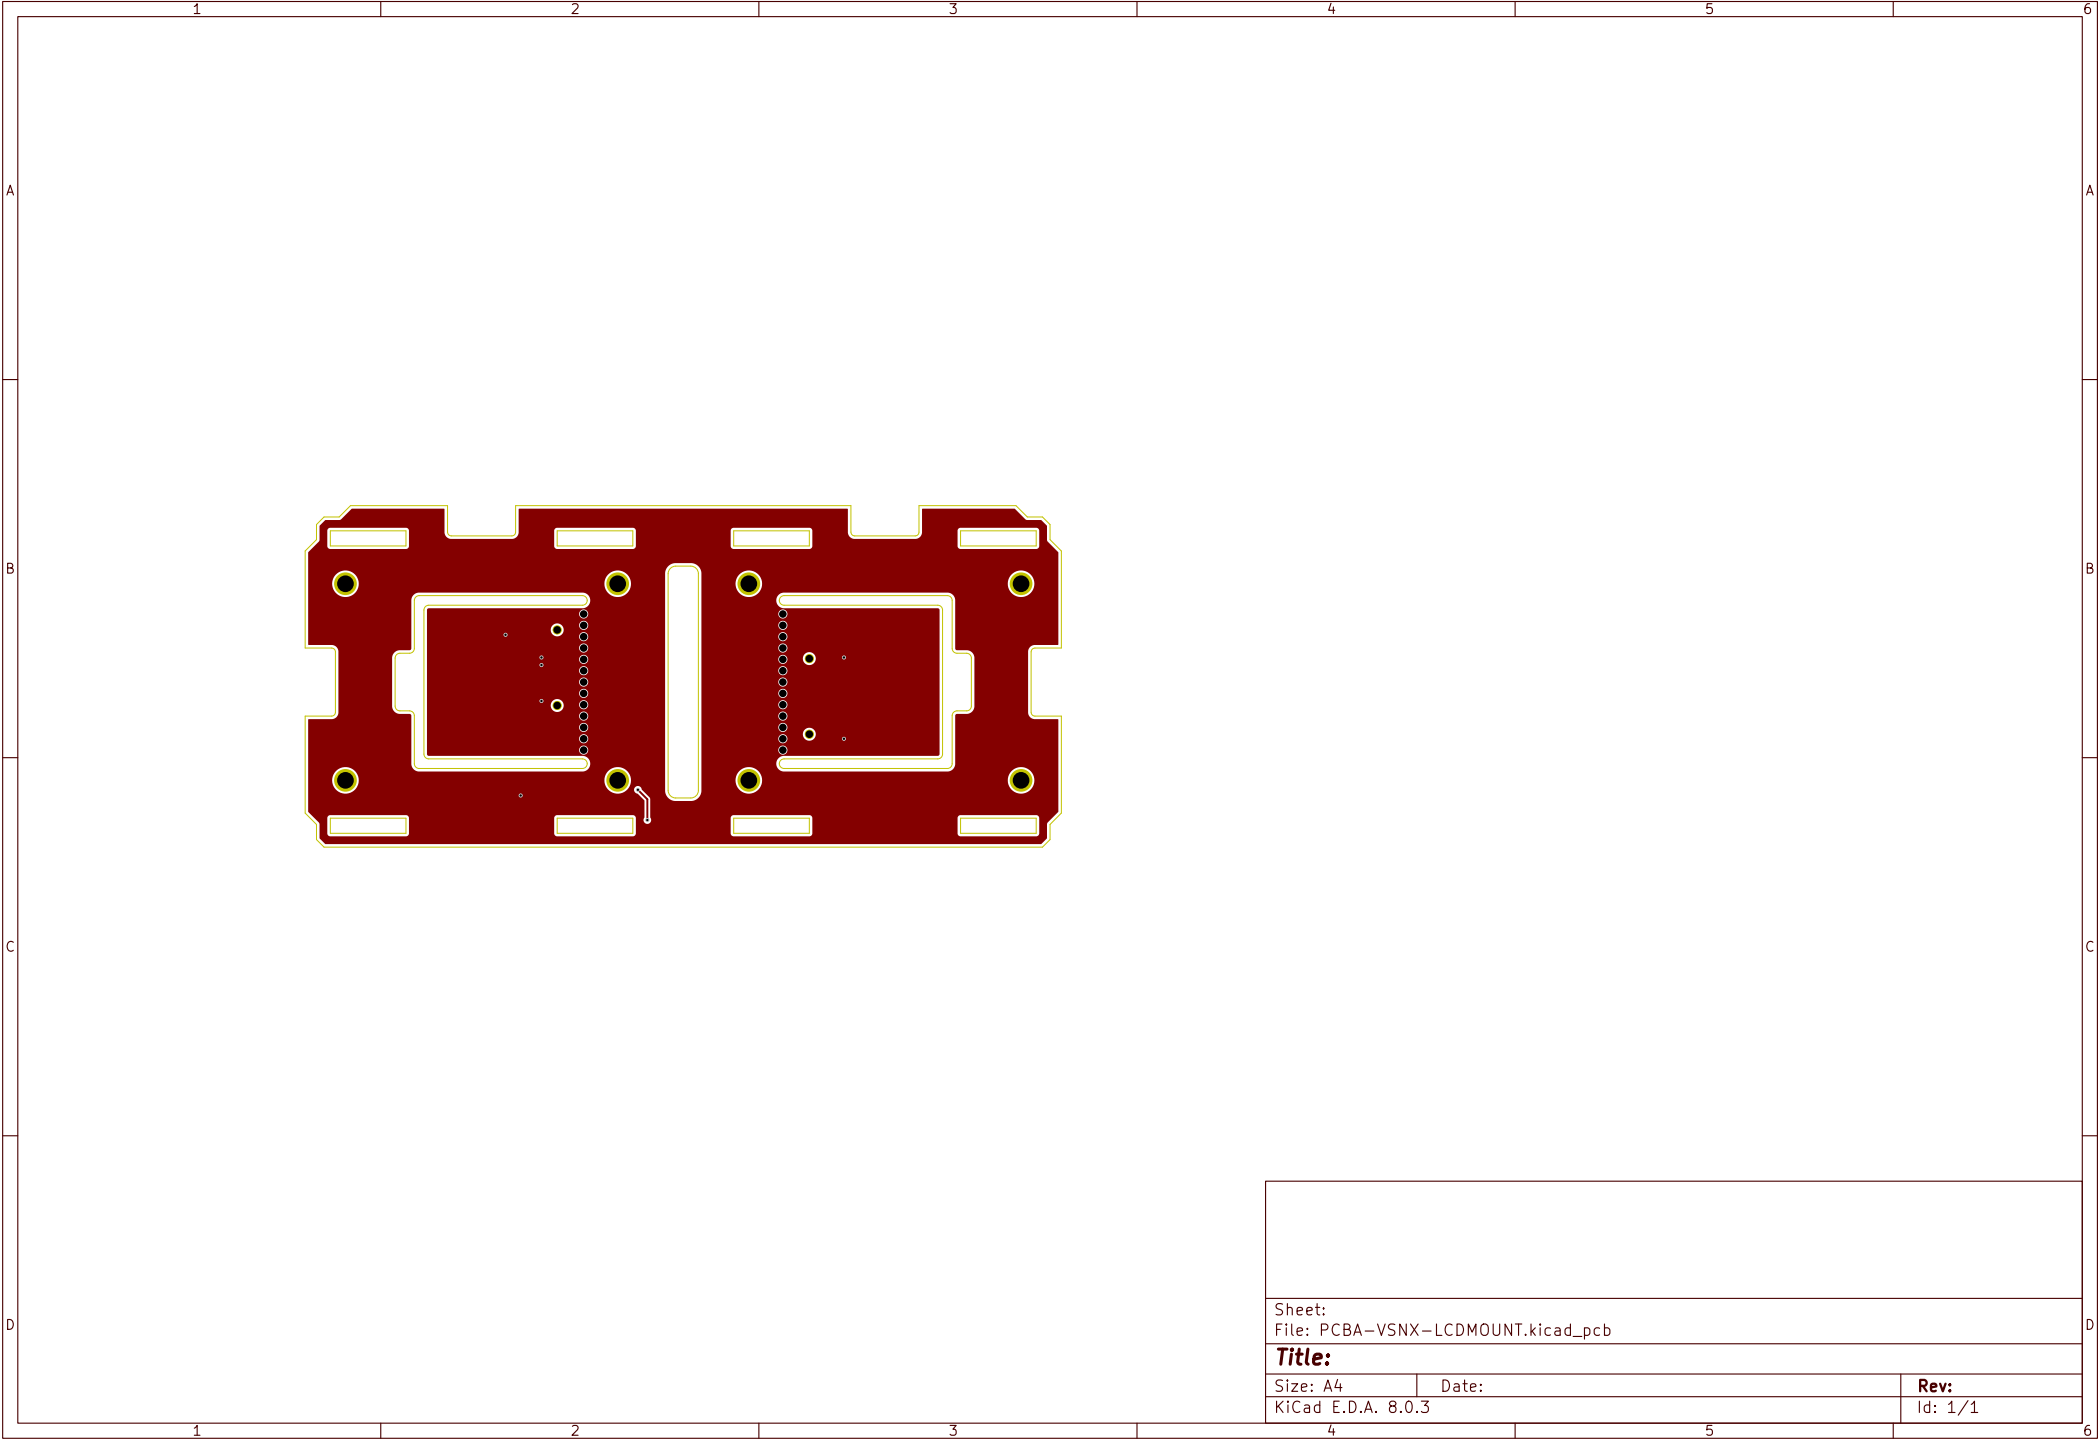 1 2 3 4 5 6
A A
B B
C C
D D
Sheet:
File: PCBA-VSNX-LCDMOUNT.kicad_pcb
Title:
Size: A4 Date: Rev:
KiCad E.D.A. 8.0.3 Id: 1/1
1 2 3 4 5 6